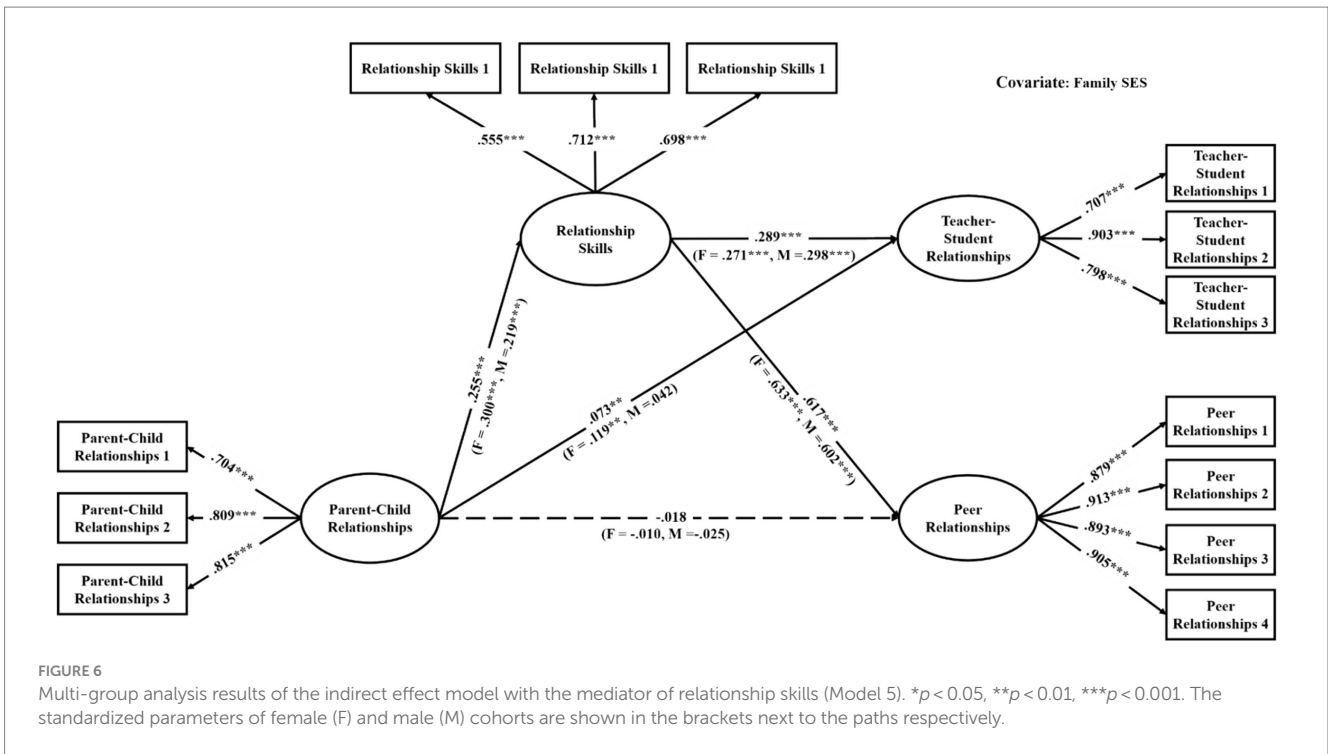 Relationship Skills 1
Relationship Skills 1
Relationship Skills 1
Covariate: Family SES
.555***
.712***
.698***
Relationship
Skills
Teacher-
Student
Relationships
.289***
(F = .271***, M =.298***)
.707***
.903***
.798***
Teacher-
Student
Relationships 1
Teacher-
Student
Relationships 2
Teacher-
Student
Relationships 3
.255***
(F = .300***, M =.219***)
.073**
(F = .119**, M =.042)
.617***
(F = .633***, M =.602***)
Parent-Child
Relationships 1
Parent-Child
Relationships 2
Parent-Child
Relationships 3
.704***
.809***
.815***
Parent-Child
Relationships
-.018
(F = -.010, M =-.025)
Peer
Relationships
.879***
.913***
.893***
.905***
Peer
Relationships 1
Peer
Relationships 2
Peer
Relationships 3
Peer
Relationships 4
FIGURE 6
Multi-group analysis results of the indirect effect model with the mediator of relationship skills (Model 5). *p < 0.05, **p < 0.01, ***p < 0.001. The
standardized parameters of female (F) and male (M) cohorts are shown in the brackets next to the paths respectively.